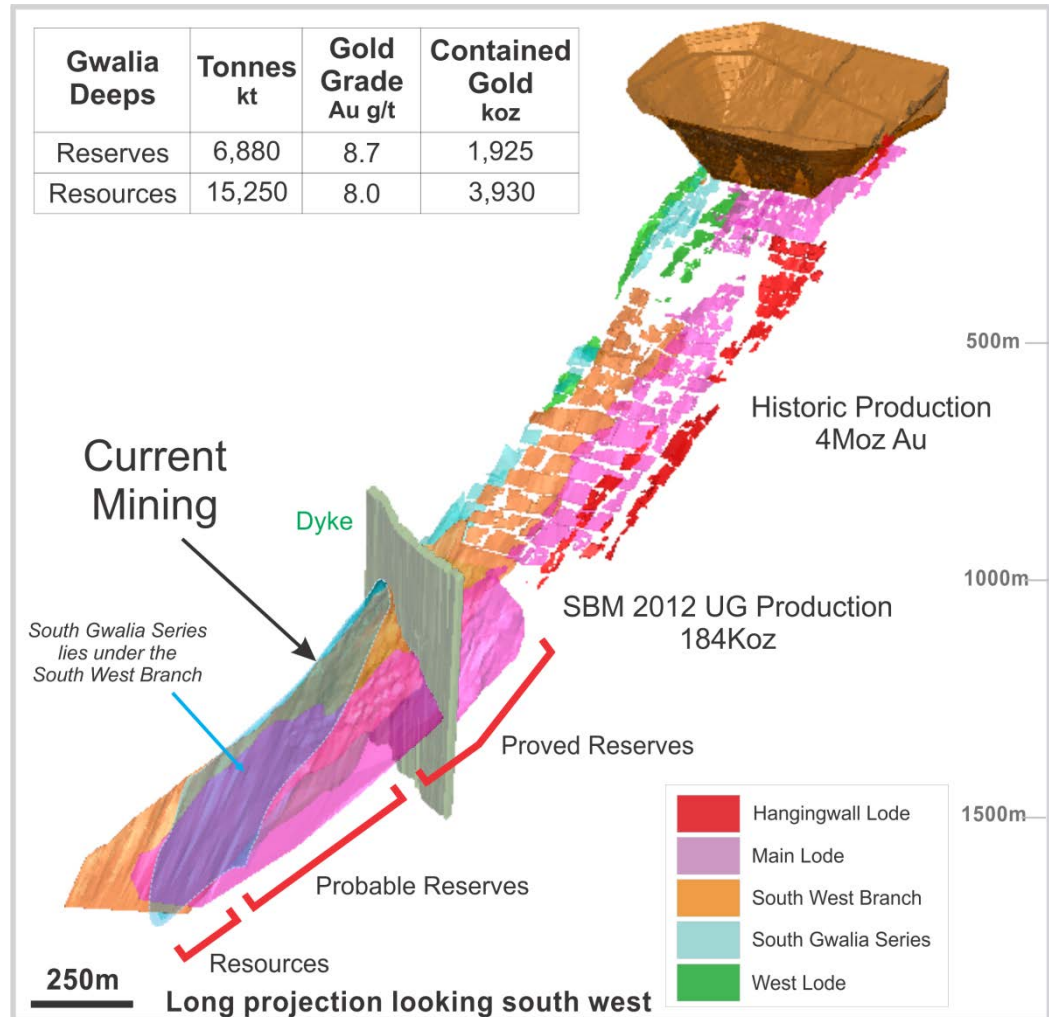 Gwalia Deeps Tonnes kt Gold Grade Au g/t Contained Gold koz
Reserves 6,880 8.7 1,925
Resources 15,250 8.0 3,930
500m
Historic Production
4Moz Au
Current
Mining
Dyke
1000m
SBM 2012 UG Production
184Koz
South Gwalia Series
lies under the
South West Branch
Proved Reserves
1500m
Probable Reserves
Resources
Hangingwall Lode
Main Lode
South West Branch
South Gwalia Series
West Lode
250m
Long projection looking south west